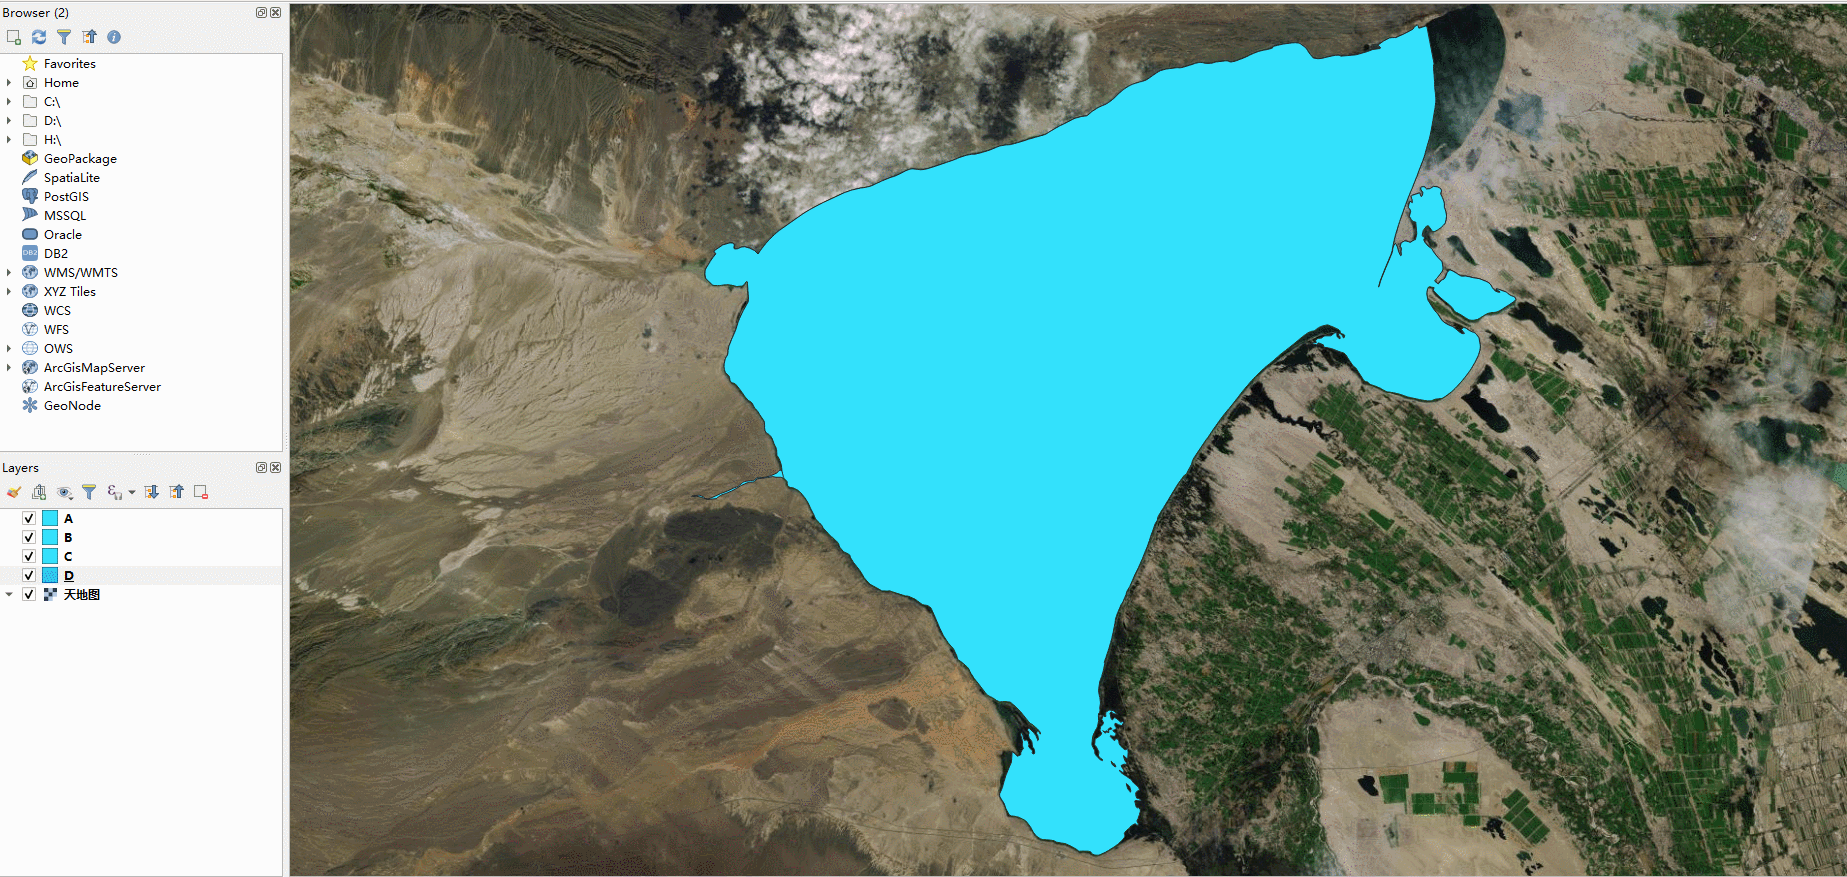 Browser (2)
Favorites
Home
C:\
D:\
H:\
GeoPackage
SpatiaLite
PostGIS
MSSQL
Oracle
DB2
DB2
WMS/WMTS
XYZ Tiles
WCS
WFS
OWS
ArcGisMapServer
ArcGisFeatureServer
GeoNode
Layers
A
B
C
D
天地图